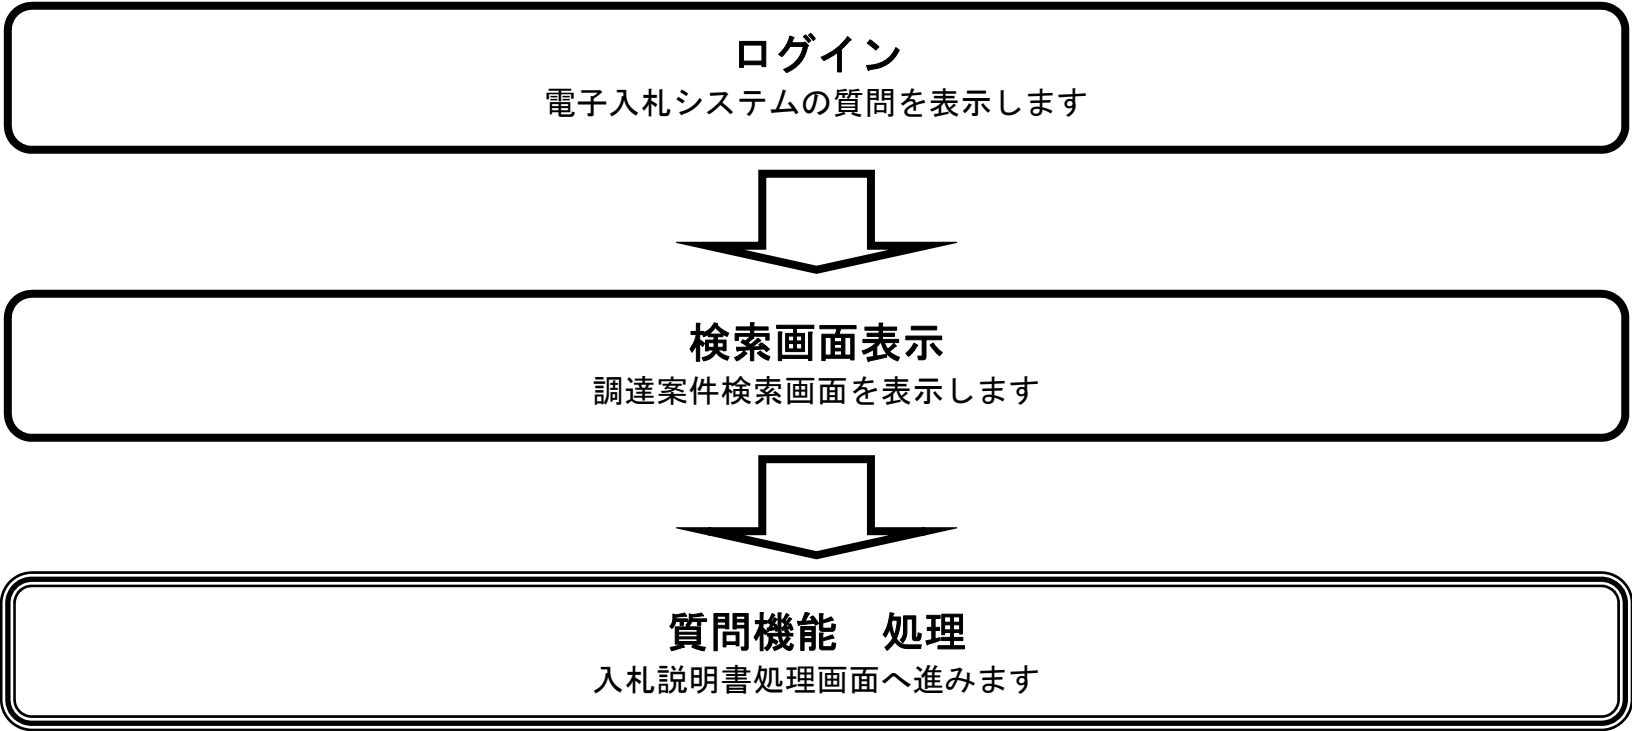 ログイン
電子入札システムの質問を表示します
検索画面表示
調達案件検索画面を表示します
質問機能　処理
入札説明書処理画面へ進みます